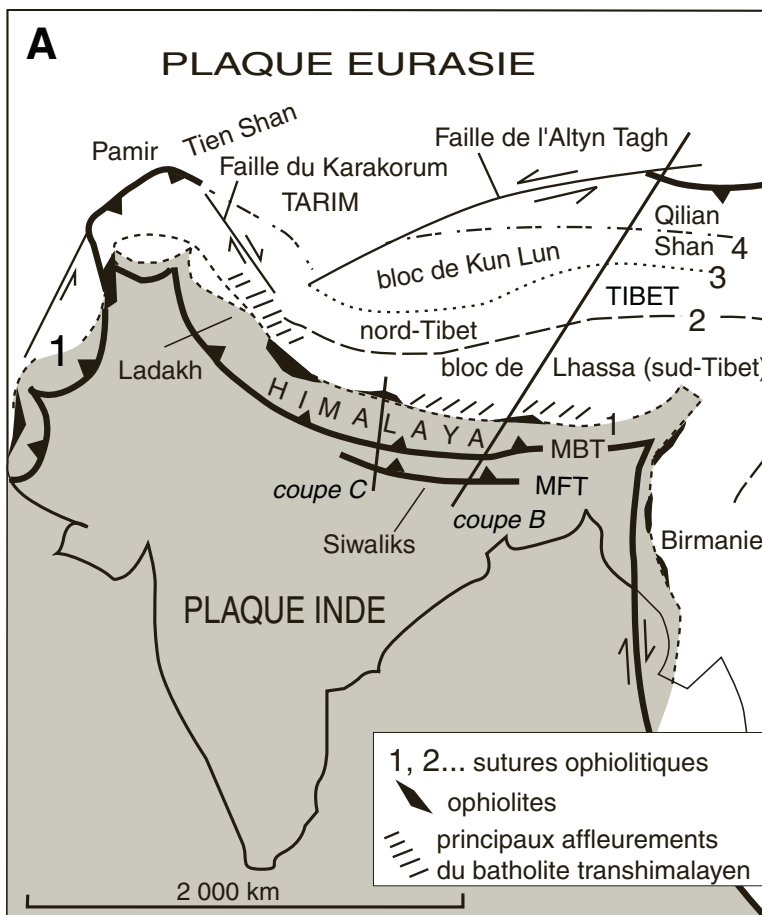 A
PLAQUE EURASIE
Tien Shan
Pamir
Faille de l'Altyn Tagh
Faille du Karakorum
TARIM
Qilian
Shan 4
bloc de Kun Lun
3
TIBET
2
nord-Tibet
1
Ladakh
bloc de Lhassa (sud-Tibet)
HIMALAYA
1
MBT
coupe C
MFT
coupe B
Siwaliks
Birmanie
PLAQUE INDE
1, 2... sutures ophiolitiques
ophiolites
principaux affleurements
du batholite transhimalayen
2 000 km